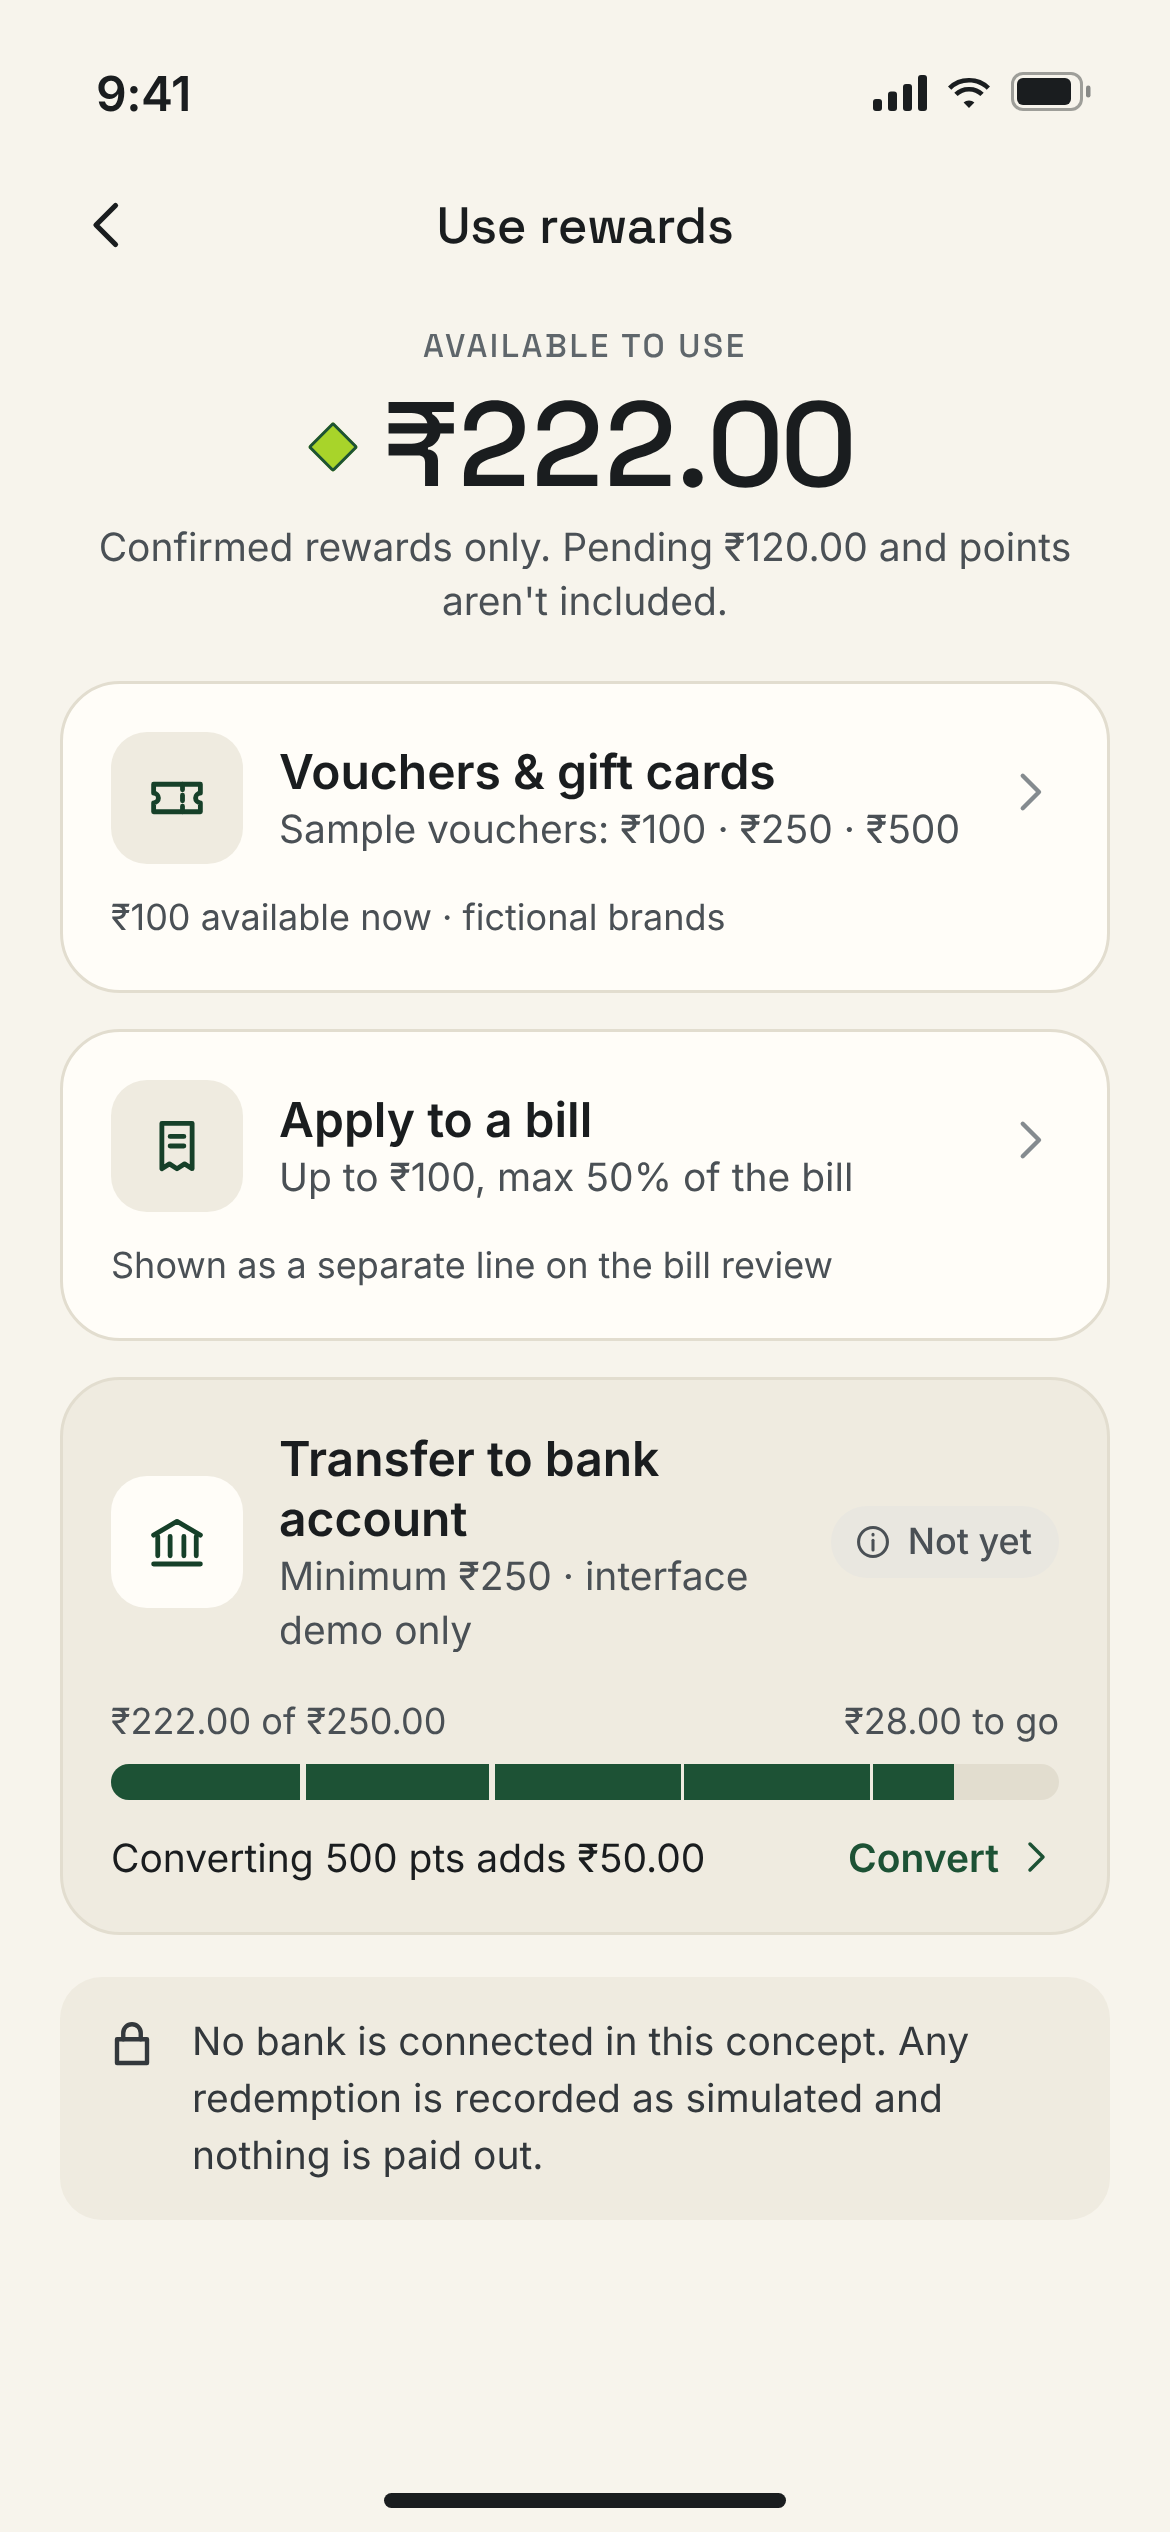 9:41
Use rewards
AVAILABLE TO USE
₹222.00
Confirmed rewards only. Pending ₹120.00 and points
aren't included.
Vouchers & gift cards
Sample vouchers: ₹100 · ₹250 · ₹500
₹100 available now · fictional brands
Apply to a bill
Up to ₹100, max 50% of the bill
Shown as a separate line on the bill review
Transfer to bank
account
Minimum ₹250 · interface
demo only
Not yet
₹222.00 of ₹250.00
₹28.00 to go
Converting 500 pts adds ₹50.00
Convert
No bank is connected in this concept. Any
redemption is recorded as simulated and
nothing is paid out.